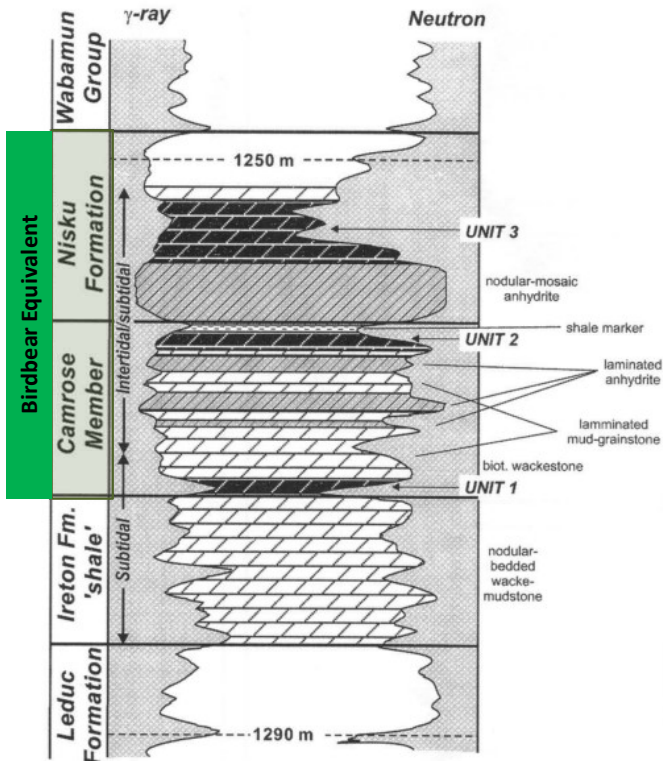 γ-ray
Neutron
Wabamun
Group
1250 m
Birdbear Equivalent
Nisku
Formation
UNIT 3
nodular-mosaic
anhydrite
Intertidal/subtidal
shale marker
UNIT 2
Camrose
Member
laminated
anhydrite
lamminated
mud-grainstone
biot. wackestone
UNIT 1
Ireton Fm.
'shale'
Subtidal
nodular-
bedded
wacke-
mudstone
Leduc
Formation
1290 m